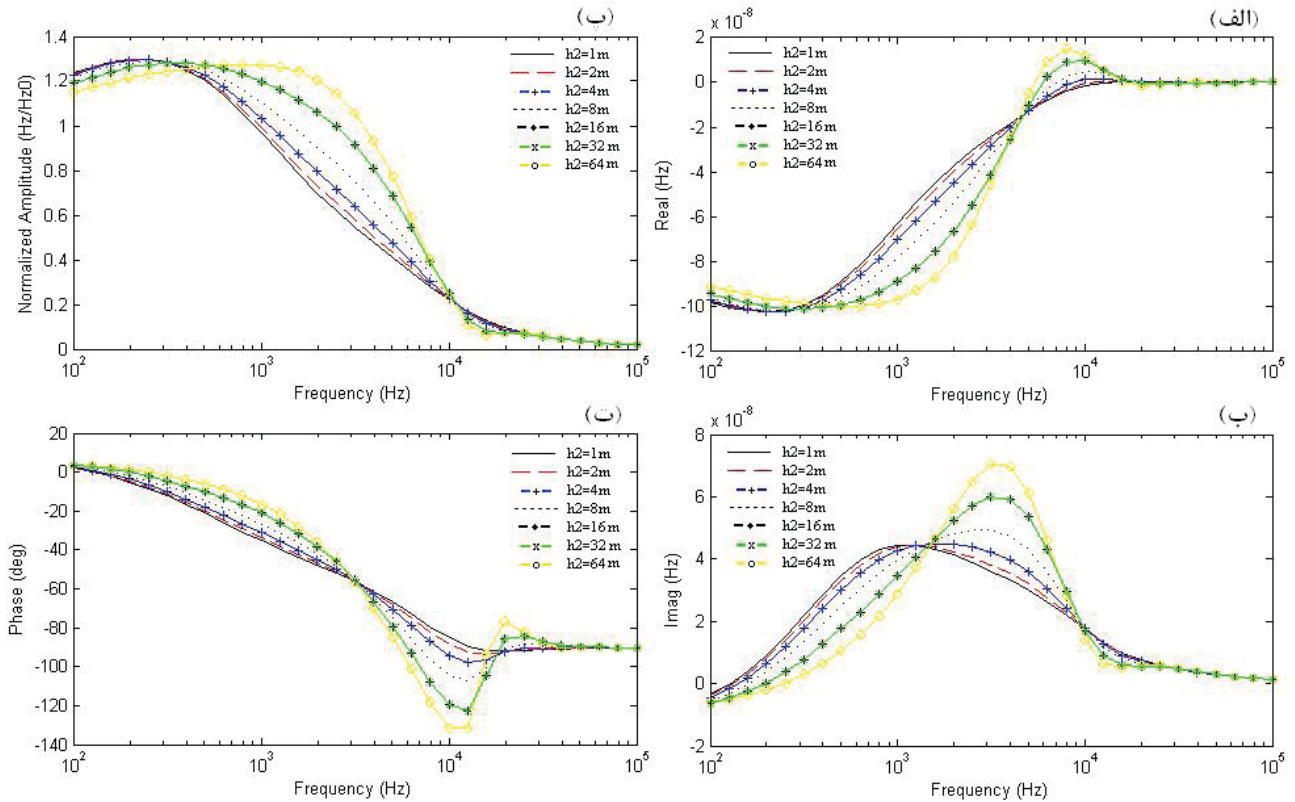 (پ)
1.4
1.2
1
0.8
0.6
0.4
0.2
0
Normalized Amplitude (Hz/Hz0)
h2=1m
h2=2m
h2=4m
h2=8m
h2=16m
h2=32m
h2=64m
10^2
10^3
10^4
10^5
Frequency (Hz)
(الف)
x 10^-8
2
0
-2
-4
-6
-8
-10
-12
Real (Hz)
h2=1m
h2=2m
h2=4m
h2=8m
h2=16m
h2=32m
h2=64m
10^2
10^3
10^4
10^5
Frequency (Hz)
(ت)
20
0
-20
-40
-60
-80
-100
-120
-140
Phase (deg)
h2=1m
h2=2m
h2=4m
h2=8m
h2=16m
h2=32m
h2=64m
10^2
10^3
10^4
10^5
Frequency (Hz)
(ب)
x 10^-8
8
6
4
2
0
-2
Imag (Hz)
h2=1m
h2=2m
h2=4m
h2=8m
h2=16m
h2=32m
h2=64m
10^2
10^3
10^4
10^5
Frequency (Hz)